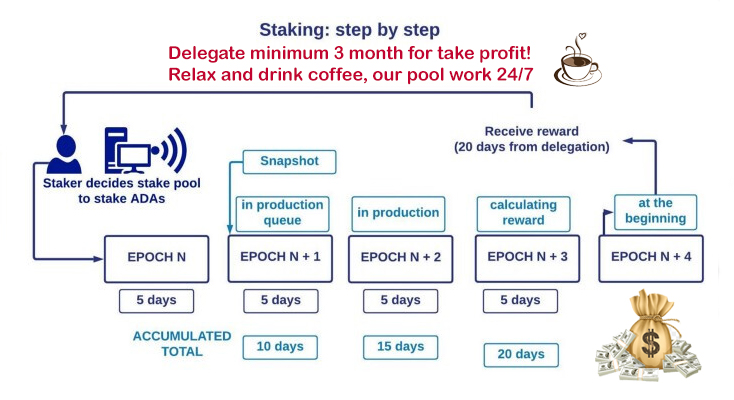 Staking: step by step
Delegate minimum 3 month for take profit!
Relax and drink coffee, our pool work 24/7
Receive reward
(20 days from delegation)
Staker decides stake pool
to stake ADAs
Snapshot
in production
queue
in production
calculating
reward
at the
beginning
EPOCH N
EPOCH N + 1
EPOCH N + 2
EPOCH N + 3
EPOCH N + 4
5 days
5 days
5 days
5 days
ACCUMULATED
TOTAL
10 days
15 days
20 days
$